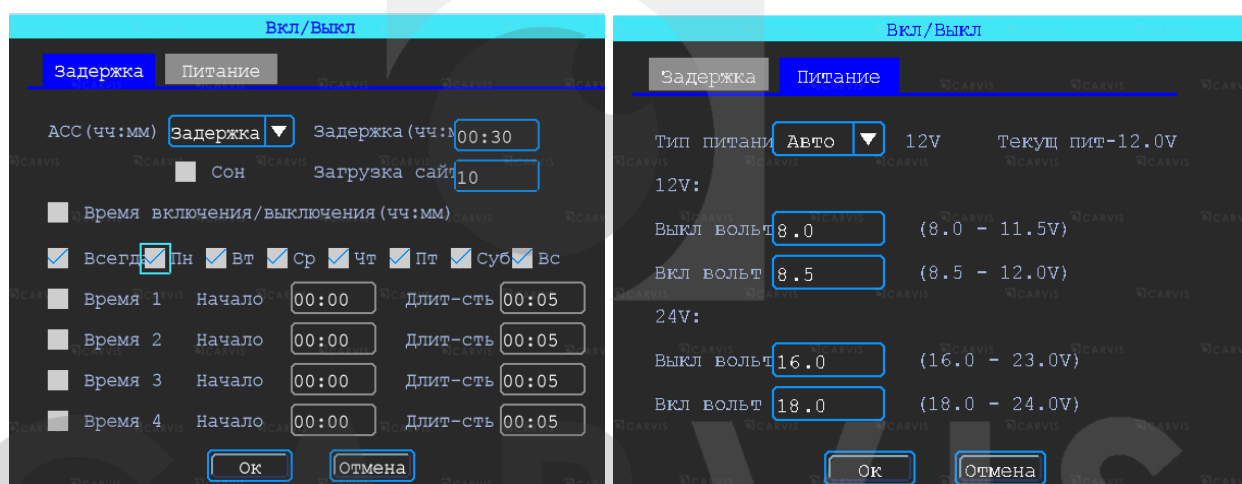 Вкл/Выкл
Задержка Питание
ACC(чч:мм) Задержка Задержка(чч:м 00:30
Сон Загрузка сайт 10
Время включения/выключения(чч:мм)
Всегд Пн Вт Ср Чт Пт Суб Вс
Время 1 Начало 00:00 Длит-сть 00:05
Время 2 Начало 00:00 Длит-сть 00:05
Время 3 Начало 00:00 Длит-сть 00:05
Время 4 Начало 00:00 Длит-сть 00:05
Ок Отмена
Вкл/Выкл
Задержка Питание
Тип питани Авто 12V Текущ пит-12.0V
12V:
Выкл вольт 8.0 (8.0 - 11.5V)
Вкл вольт 8.5 (8.5 - 12.0V)
24V:
Выкл вольт 16.0 (16.0 - 23.0V)
Вкл вольт 18.0 (18.0 - 24.0V)
Ок Отмена
CARVIS